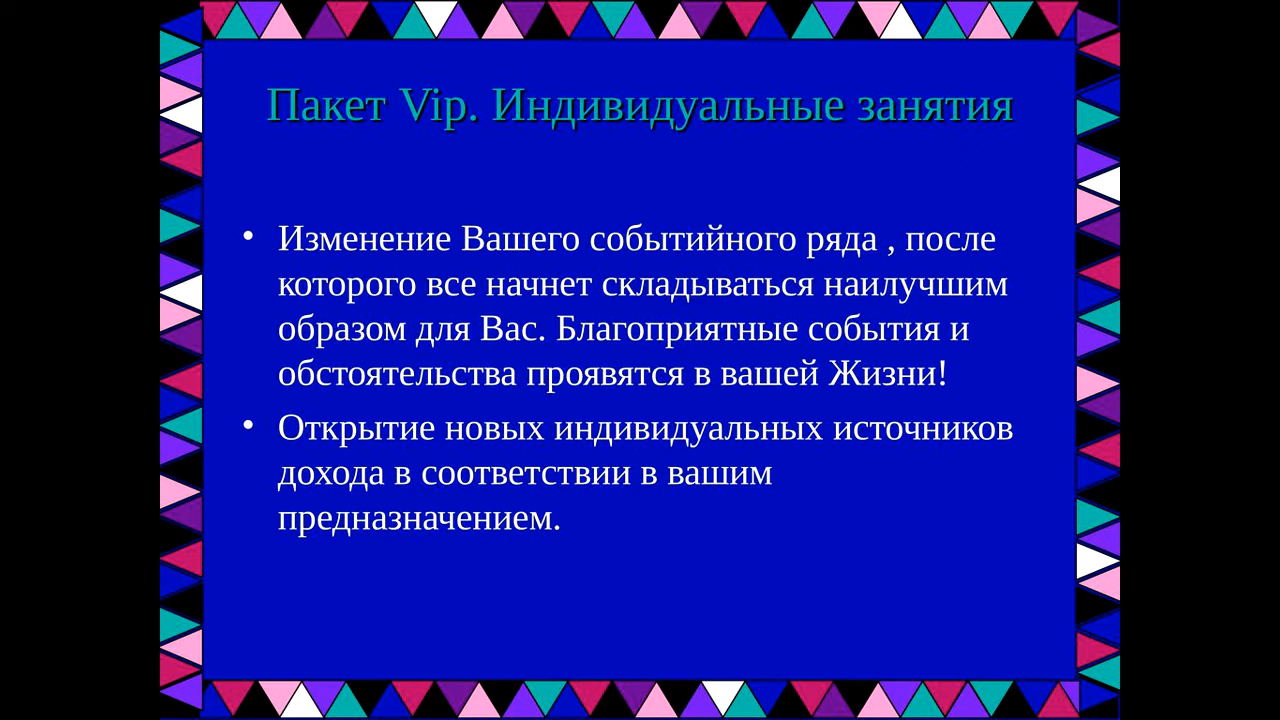 Пакет Vip. Индивидуальные занятия
• Изменение Вашего событийного ряда , после
которого все начнет складываться наилучшим
образом для Вас. Благоприятные события и
обстоятельства проявятся в вашей Жизни!
• Открытие новых индивидуальных источников
дохода в соответствии в вашим
предназначением.